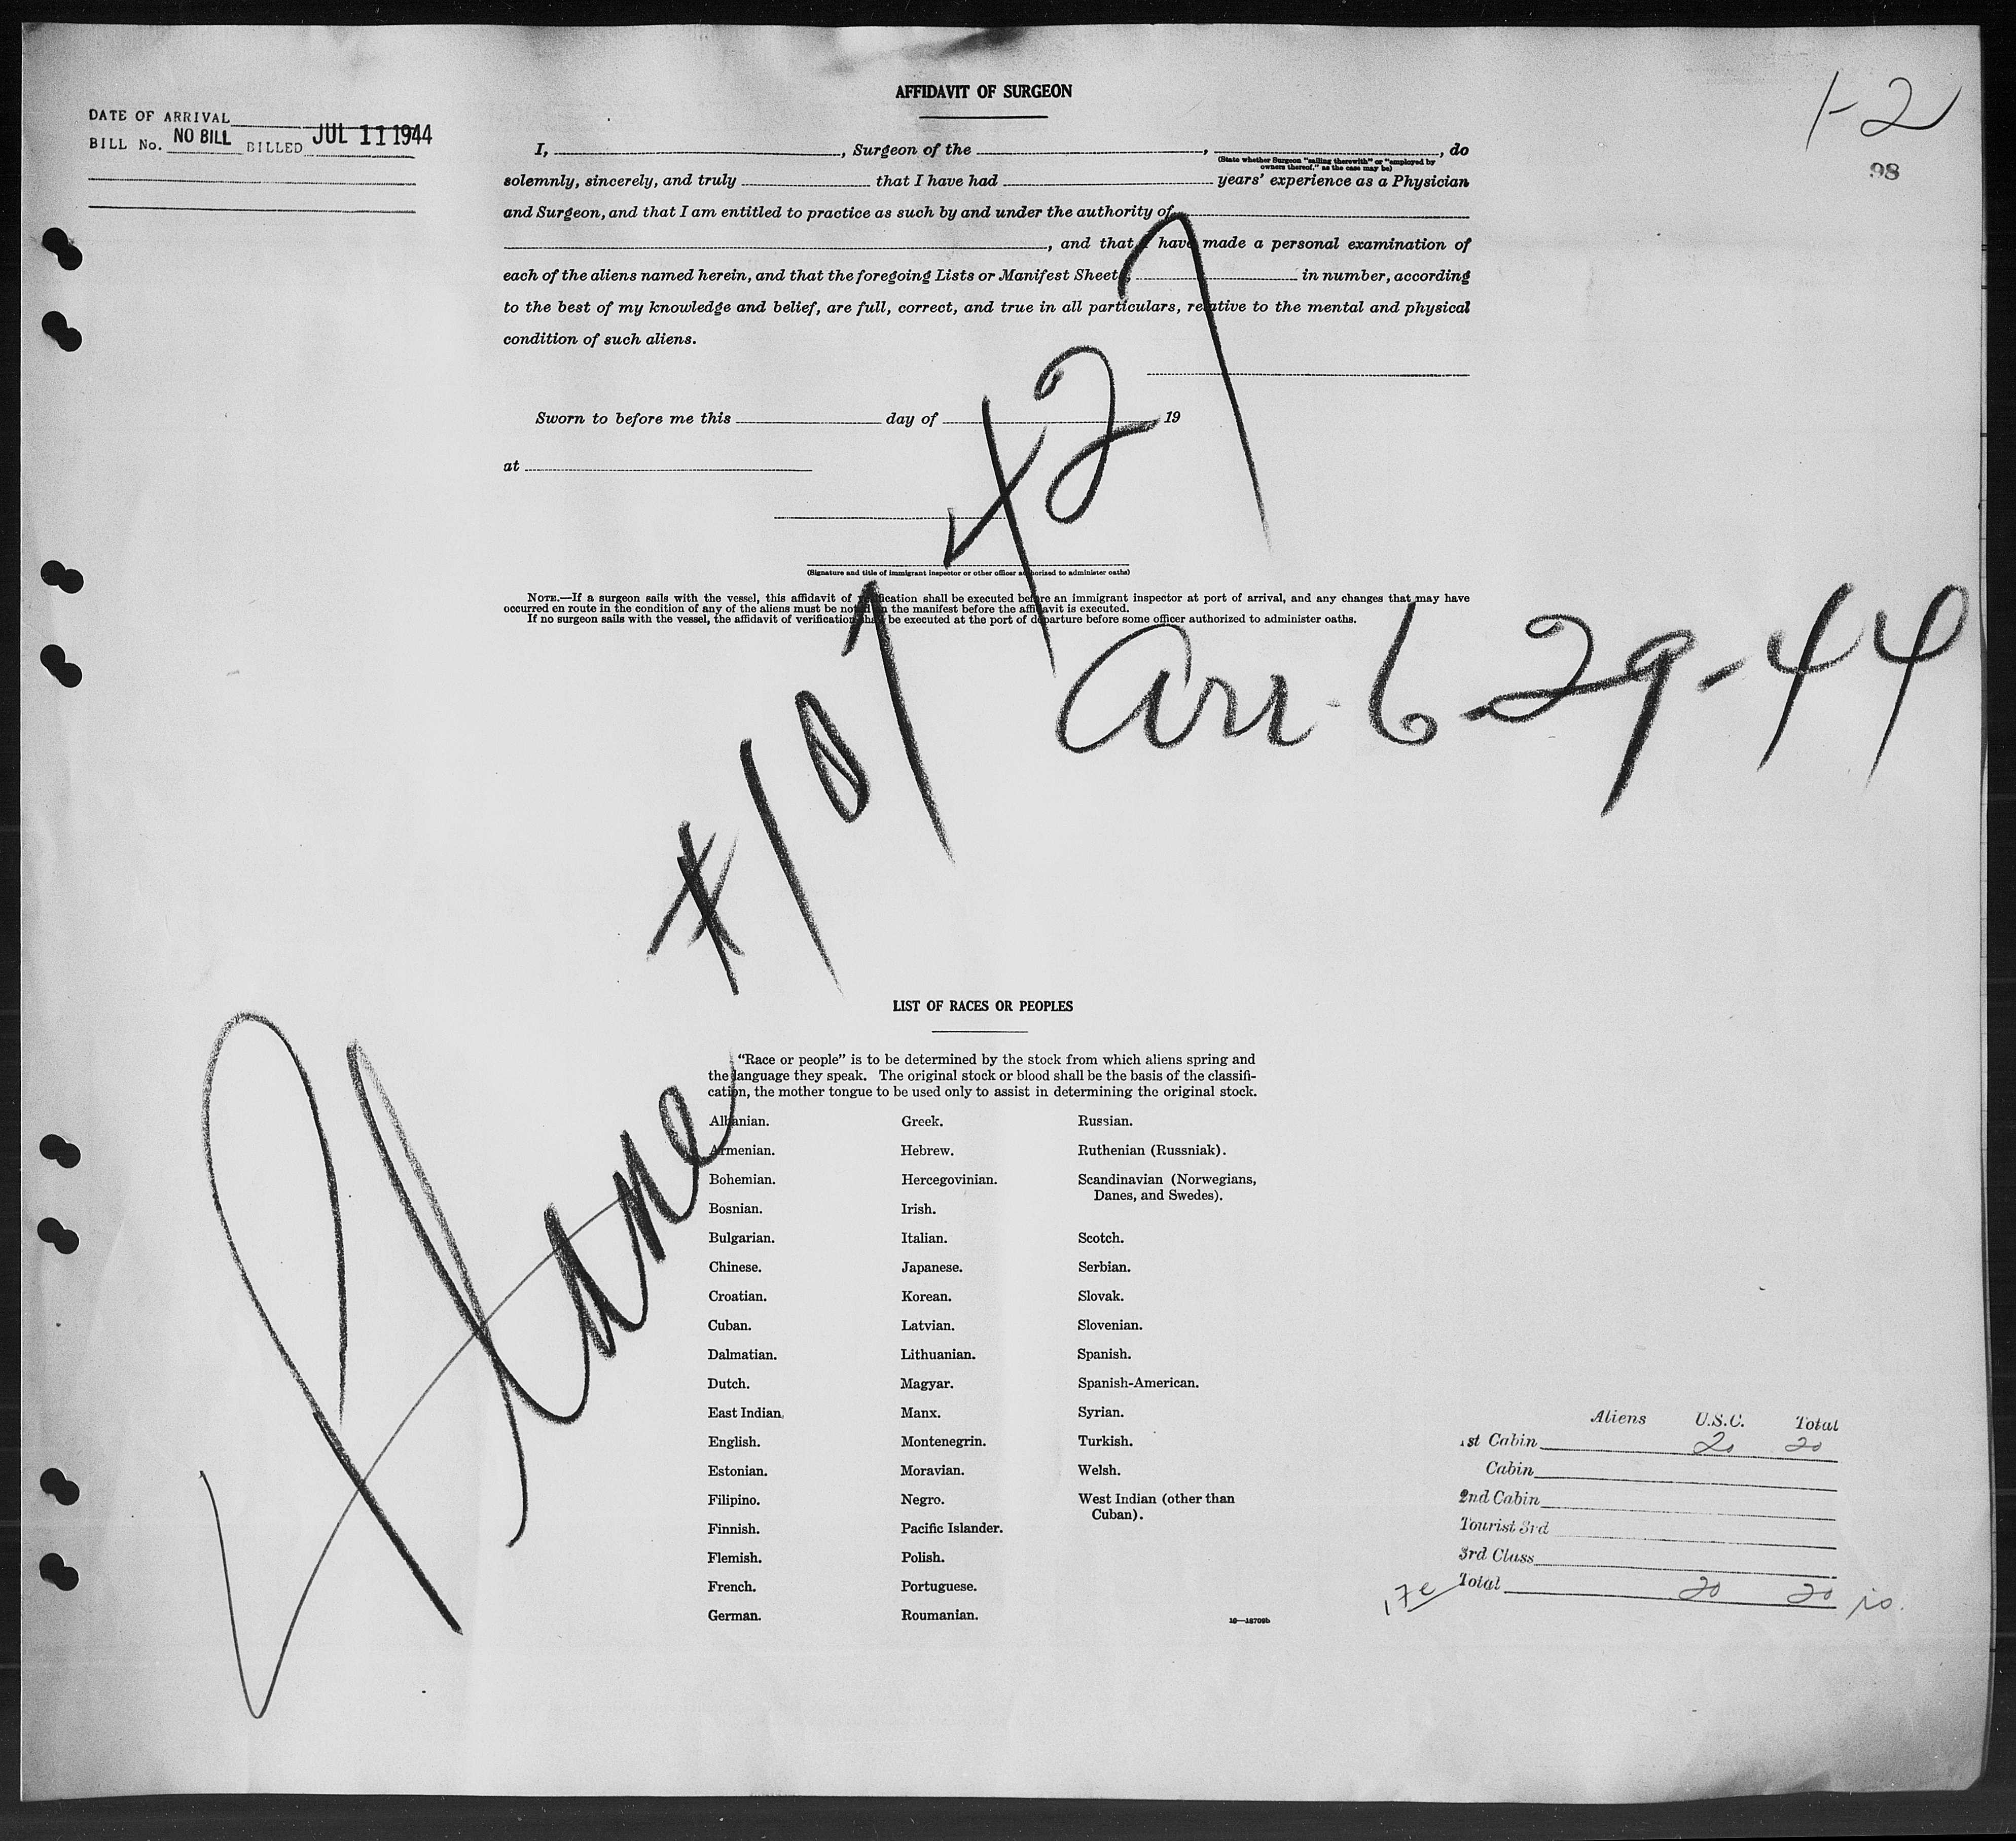 1-2
98
DATE OF ARRIVAL
BILL No. NO BILL BILLED JUL 11 1944
AFFIDAVIT OF SURGEON
I, , Surgeon of the , , do
(State whether Surgeon "sailing therewith" or "employed by
owners thereof," as the case may be)
solemnly, sincerely, and truly that I have had years' experience as a Physician
and Surgeon, and that I am entitled to practice as such by and under the authority of
, and that I have made a personal examination of
each of the aliens named herein, and that the foregoing Lists or Manifest Sheets, in number, according
to the best of my knowledge and belief, are full, correct, and true in all particulars, relative to the mental and physical
condition of such aliens.
Sworn to before me this day of 19
at
(Signature and title of immigrant inspector or other officer authorized to administer oaths)
NOTE.—If a surgeon sails with the vessel, this affidavit of verification shall be executed before an immigrant inspector at port of arrival, and any changes that may have
occurred en route in the condition of any of the aliens must be noted in the manifest before the affidavit is executed.
If no surgeon sails with the vessel, the affidavit of verification shall be executed at the port of departure before some officer authorized to administer oaths.
Plane #107427
arr. 6-29-44
LIST OF RACES OR PEOPLES
"Race or people" is to be determined by the stock from which aliens spring and
the language they speak. The original stock or blood shall be the basis of the classifi-
cation, the mother tongue to be used only to assist in determining the original stock.
Albanian.
Armenian.
Bohemian.
Bosnian.
Bulgarian.
Chinese.
Croatian.
Cuban.
Dalmatian.
Dutch.
East Indian.
English.
Estonian.
Filipino.
Finnish.
Flemish.
French.
German.
Greek.
Hebrew.
Hercegovinian.
Irish.
Italian.
Japanese.
Korean.
Latvian.
Lithuanian.
Magyar.
Manx.
Montenegrin.
Moravian.
Negro.
Pacific Islander.
Polish.
Portuguese.
Roumanian.
Russian.
Ruthenian (Russniak).
Scandinavian (Norwegians,
Danes, and Swedes).
Scotch.
Serbian.
Slovak.
Slovenian.
Spanish.
Spanish-American.
Syrian.
Turkish.
Welsh.
West Indian (other than
Cuban).
16—18709b
Aliens U.S.C. Total
1st Cabin 20 20
Cabin
2nd Cabin
Tourist 3rd
3rd Class
Total 20 20